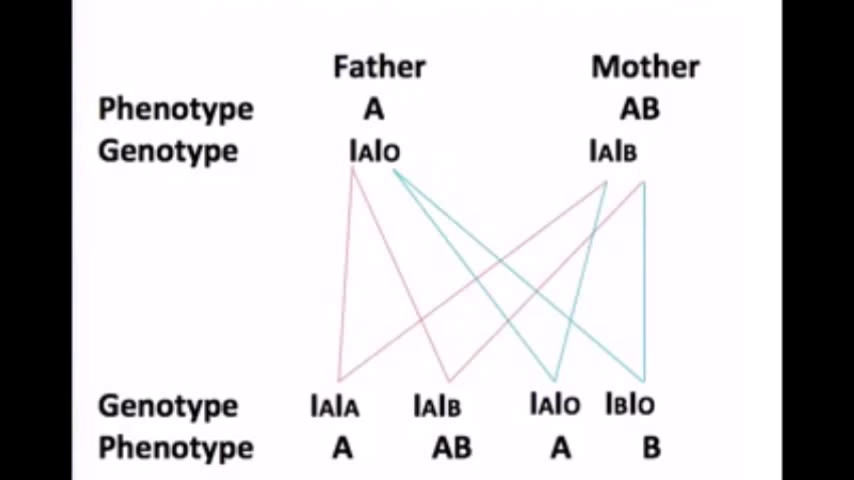 Father Mother
Phenotype A AB
Genotype IAIO IAIB
Genotype IAIA IAIB IAIO IBIO
Phenotype A AB A B